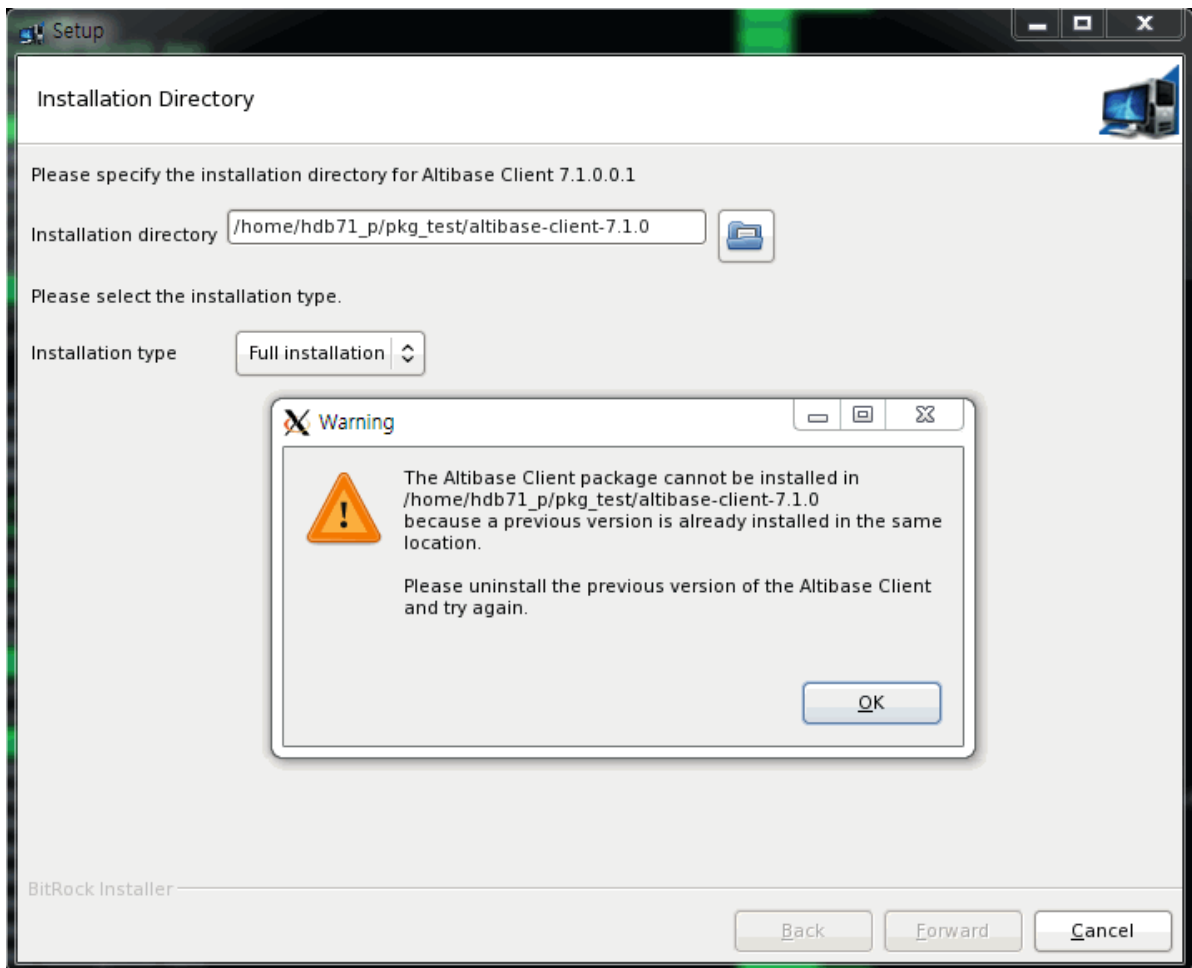 Setup
Installation Directory
Please specify the installation directory for Altibase Client 7.1.0.0.1
Installation directory /home/hdb71_p/pkg_test/altibase-client-7.1.0
Please select the installation type.
Installation type Full installation
Warning
The Altibase Client package cannot be installed in
/home/hdb71_p/pkg_test/altibase-client-7.1.0
because a previous version is already installed in the same
location.
Please uninstall the previous version of the Altibase Client
and try again.
OK
BitRock Installer
Back Forward Cancel